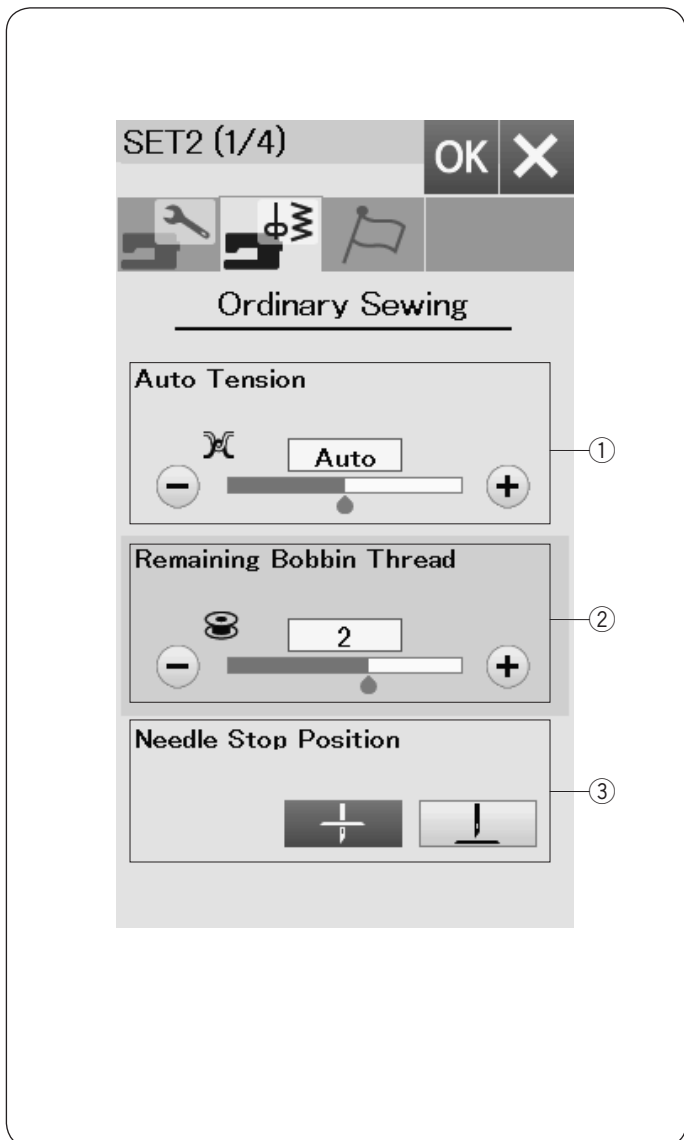 SET2 (1/4)
OK
Ordinary Sewing
Auto Tension
Auto
①
Remaining Bobbin Thread
2
②
Needle Stop Position
③